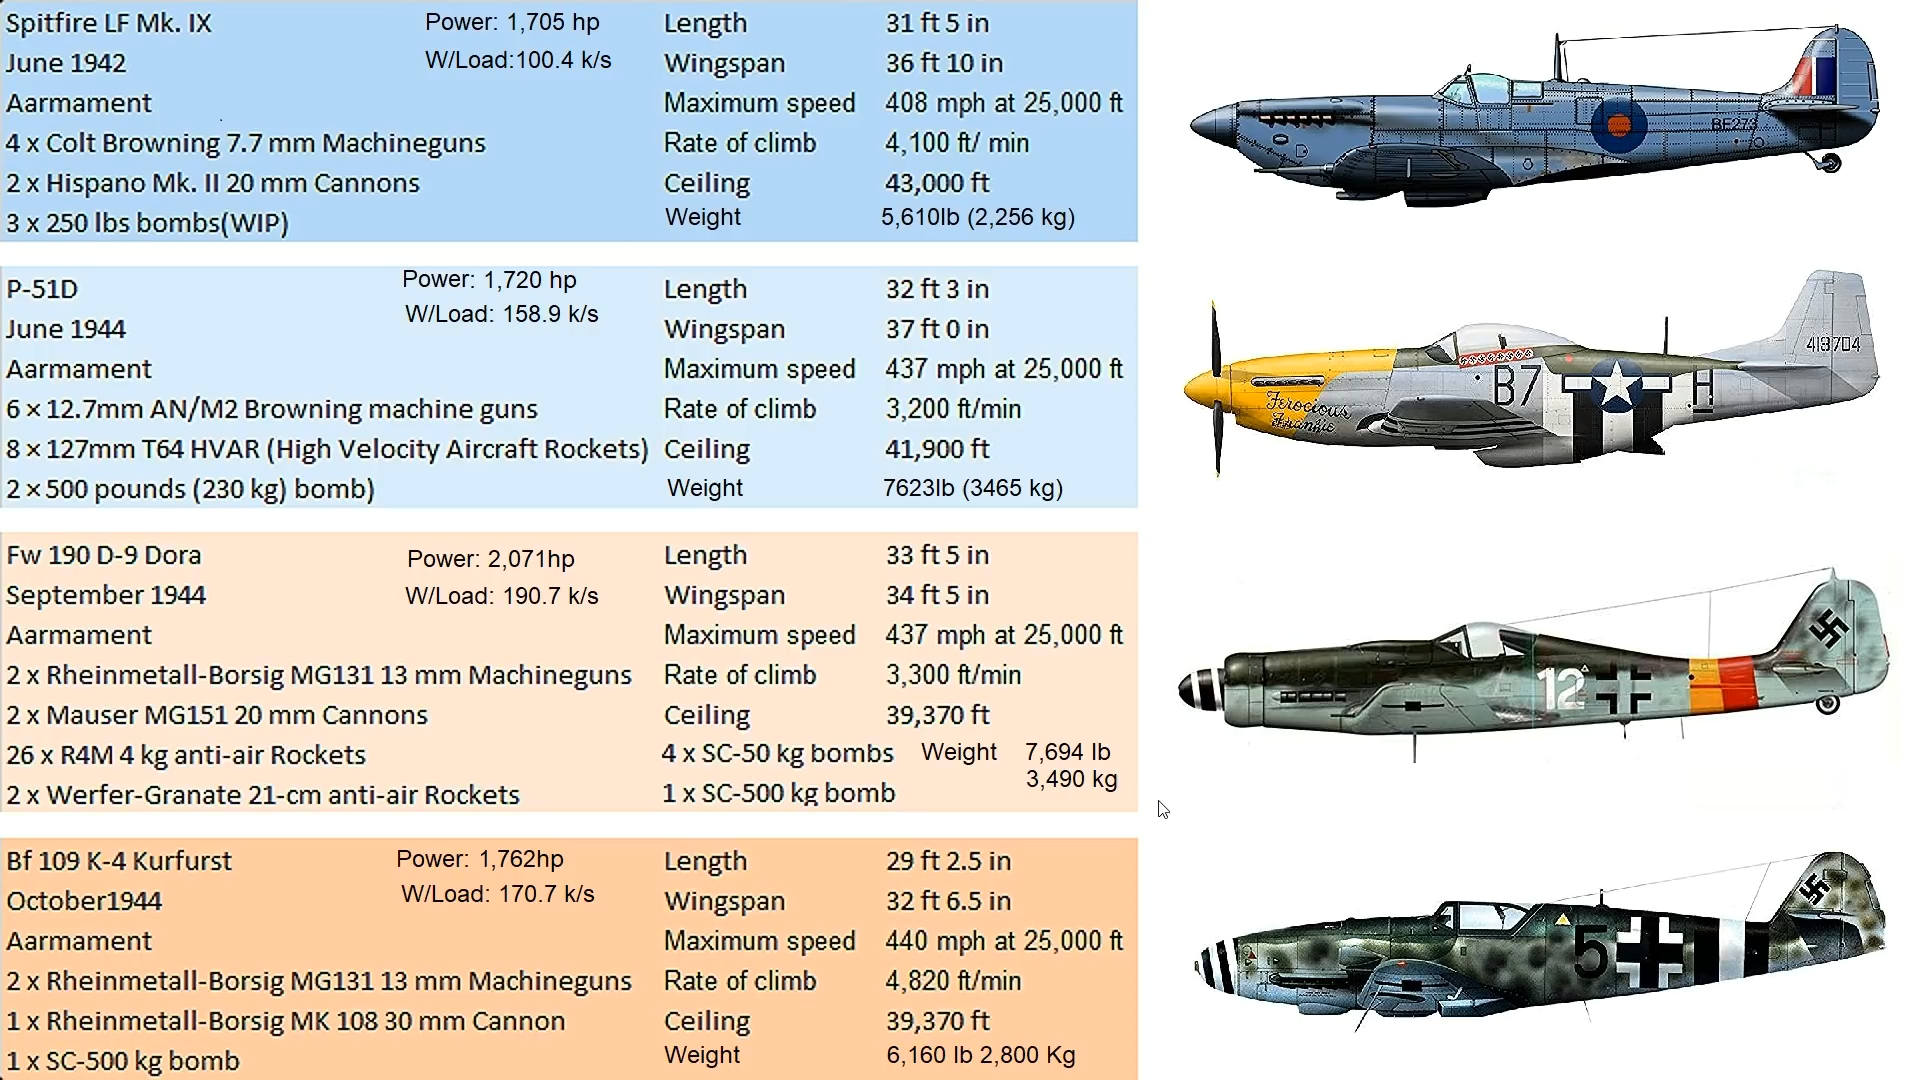 Spitfire LF Mk. IX Power: 1,705 hp Length 31 ft 5 in
June 1942 W/Load:100.4 k/s Wingspan 36 ft 10 in
Aarmament Maximum speed 408 mph at 25,000 ft
4 x Colt Browning 7.7 mm Machineguns Rate of climb 4,100 ft/ min
2 x Hispano Mk. II 20 mm Cannons Ceiling 43,000 ft
3 x 250 lbs bombs(WIP) Weight 5,610lb (2,256 kg)
P-51D Power: 1,720 hp Length 32 ft 3 in
June 1944 W/Load: 158.9 k/s Wingspan 37 ft 0 in
Aarmament Maximum speed 437 mph at 25,000 ft
6 × 12.7mm AN/M2 Browning machine guns Rate of climb 3,200 ft/min
8 × 127mm T64 HVAR (High Velocity Aircraft Rockets) Ceiling 41,900 ft
2 × 500 pounds (230 kg) bomb) Weight 7623lb (3465 kg)
413704
B7 H
Ferocious
Frankie
Fw 190 D-9 Dora Power: 2,071hp Length 33 ft 5 in
September 1944 W/Load: 190.7 k/s Wingspan 34 ft 5 in
Aarmament Maximum speed 437 mph at 25,000 ft
2 x Rheinmetall-Borsig MG131 13 mm Machineguns Rate of climb 3,300 ft/min
2 x Mauser MG151 20 mm Cannons Ceiling 39,370 ft
26 x R4M 4 kg anti-air Rockets 4 x SC-50 kg bombs Weight 7,694 lb
3,490 kg
2 x Werfer-Granate 21-cm anti-air Rockets 1 x SC-500 kg bomb
12
Bf 109 K-4 Kurfurst Power: 1,762hp Length 29 ft 2.5 in
October1944 W/Load: 170.7 k/s Wingspan 32 ft 6.5 in
Aarmament Maximum speed 440 mph at 25,000 ft
2 x Rheinmetall-Borsig MG131 13 mm Machineguns Rate of climb 4,820 ft/min
1 x Rheinmetall-Borsig MK 108 30 mm Cannon Ceiling 39,370 ft
1 x SC-500 kg bomb Weight 6,160 lb 2,800 Kg
5